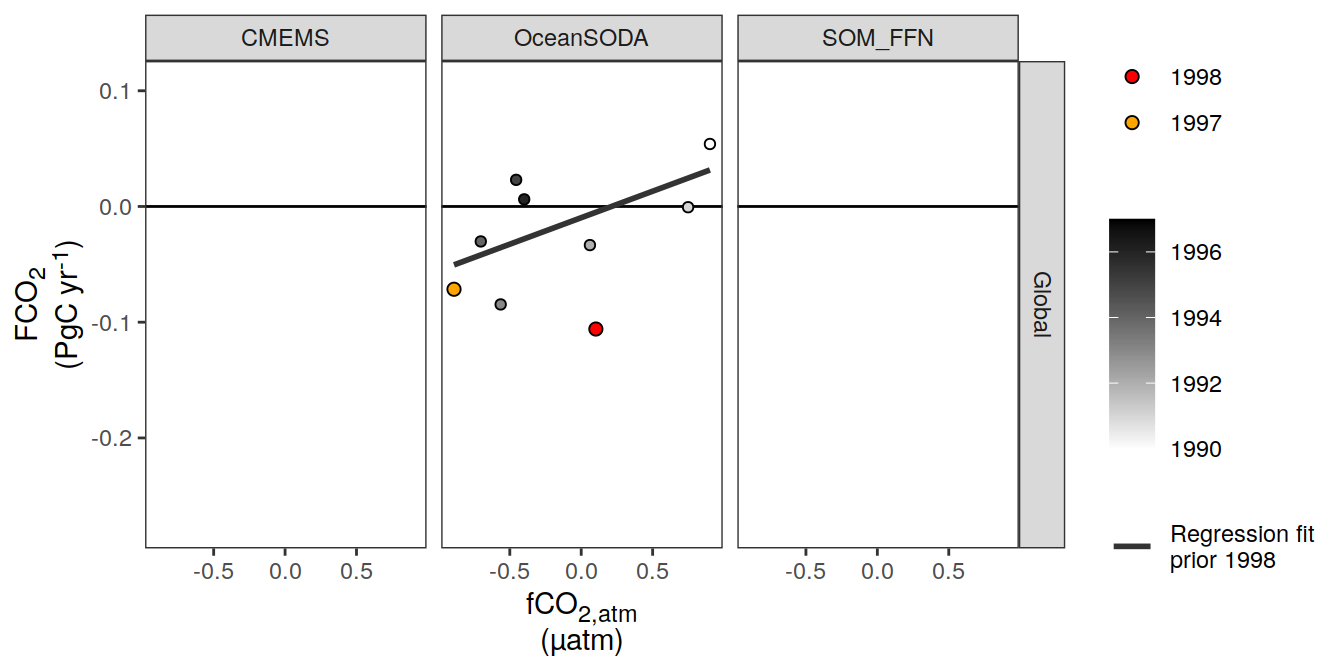 CMEMS OceanSODA SOM_FFN
0.1
0.0
-0.1
-0.2
FCO2
(PgC yr-1)
Global
-0.5 0.0 0.5 -0.5 0.0 0.5 -0.5 0.0 0.5
fCO2,atm
(μatm)
1998
1997
1996
1994
1992
1990
Regression fit
prior 1998